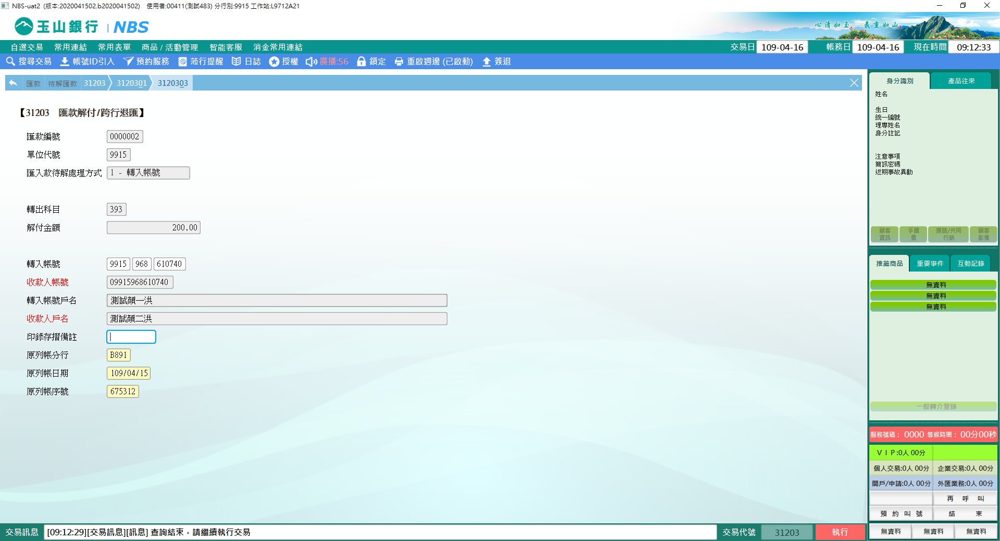 NBS-uat2 (版本:2020041502.b2020041502) 使用者:00411(測試483) 分行別:9915 工作站:L9712A21
玉山銀行 | NBS
心清如玉 義重如山
自選交易 常用連結 常用表單 商品 / 活動管理 智能客服 消金常用連結 交易日 109-04-16 帳務日 109-04-16 現在時間 09:12:33
搜尋交易 帳號ID引入 預約服務 蒞行提醒 日誌 授權 廣播:56 鎖定 重啟週邊 (已啟動) 簽退
匯款 待解匯款 31203 3120301 3120303
【31203 匯款解付/跨行退匯】
匯款編號 0000002
單位代號 9915
匯入款待解處理方式 1 - 轉入帳號
轉出科目 393
解付金額 200.00
轉入帳號 9915 968 610740
收款人帳號 09915968610740
轉入帳號戶名 測試顏一洪
收款人戶名 測試顏二洪
印錄存摺備註
原列帳分行 B891
原列帳日期 109/04/15
原列帳序號 675312
身分識別 產品往來
姓名
生日
統一編號
理專姓名
身分註記
注意事項
簡訊密碼
近期事故異動
顧客資訊 手續費 通路/共同行銷 顧客影像
推薦商品 重要事件 互動記錄
無資料
無資料
無資料
一般轉介登錄
服務號碼： 0000 等候時間： 00分00秒
ＶＩＰ:0人 00分
個人交易:0人 00分 企業交易:0人 00分
開戶/申請:0人 00分 外匯業務:0人 00分
再 呼 叫
預 約 叫 號 結 束
無資料 無資料 無資料
交易訊息 [09:12:29][交易訊息][訊息] 查詢結束，請繼續執行交易 交易代號 31203 執行